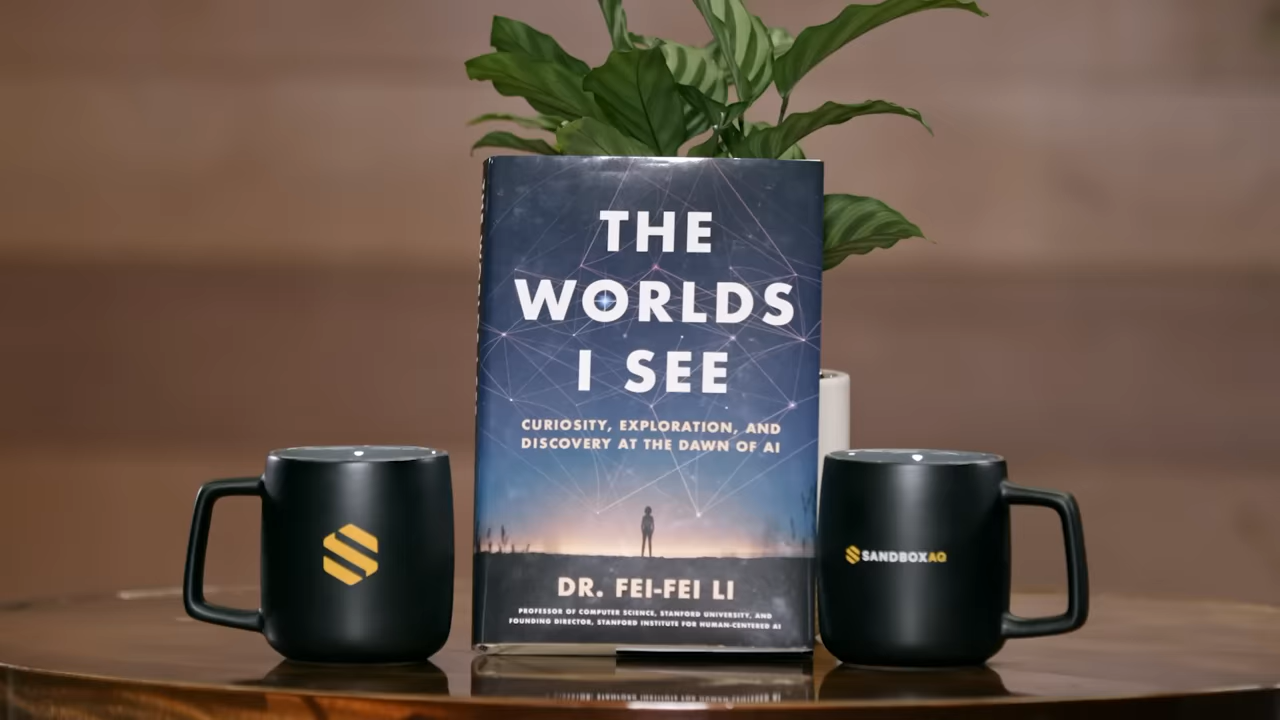 THE
WORLDS
I SEE
CURIOSITY, EXPLORATION, AND
DISCOVERY AT THE DAWN OF AI
DR. FEI-FEI LI
PROFESSOR OF COMPUTER SCIENCE, STANFORD UNIVERSITY, AND
FOUNDING DIRECTOR, STANFORD INSTITUTE FOR HUMAN-CENTERED AI
SANDBOXAQ